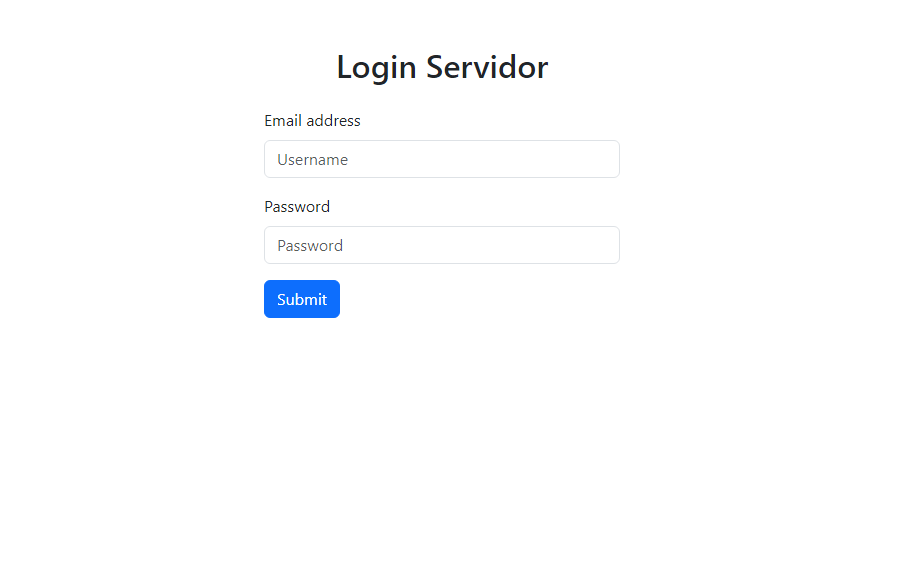 Login Servidor
Email address
Username
Password
Password
Submit